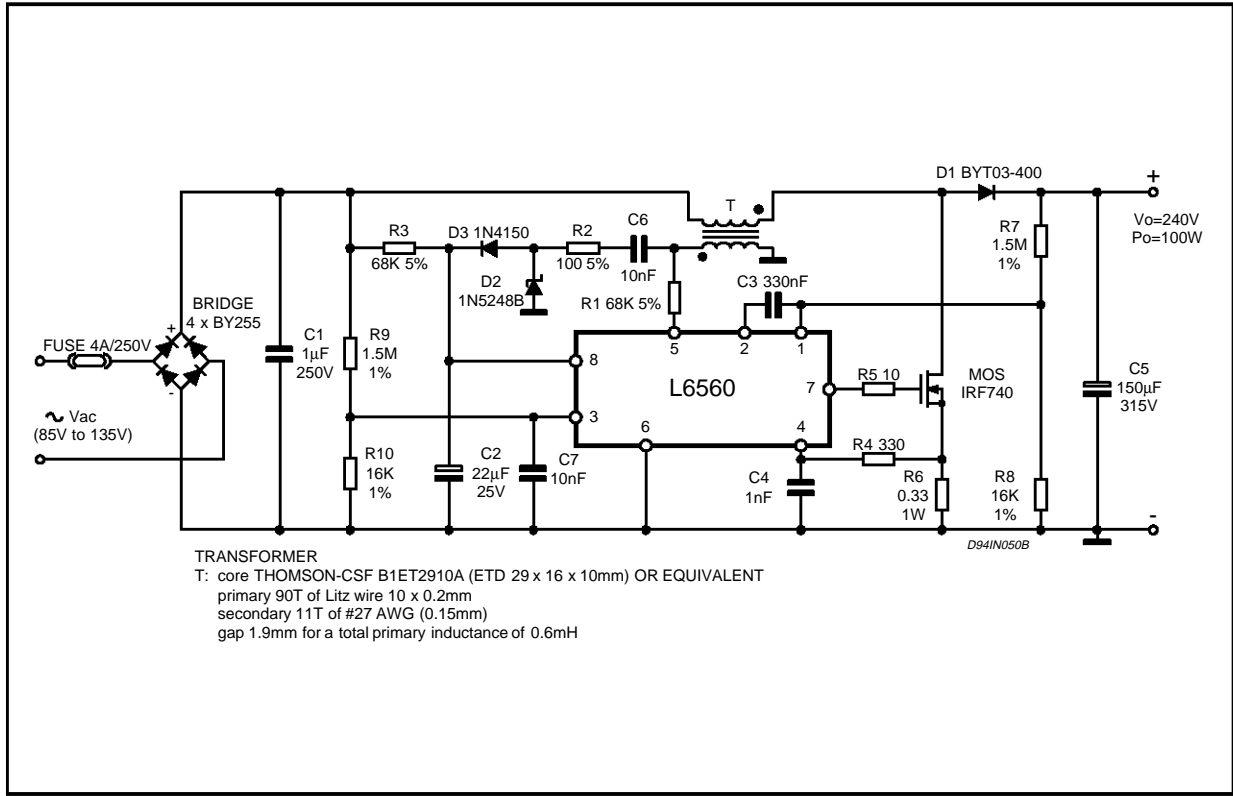 D1 BYT03-400
+
T
Vo=240V
Po=100W
C6
10nF
R7
1.5M
1%
R3
68K 5%
D3 1N4150
R2
100 5%
D2
1N5248B
C3 330nF
R1 68K 5%
BRIDGE
4 x BY255
+
-
FUSE 4A/250V
C1
1µF
250V
R9
1.5M
1%
5
2
1
8
L6560
7
R5 10
MOS
IRF740
C5
150µF
315V
~ Vac
(85V to 135V)
3
6
4
R4 330
R10
16K
1%
C2
22µF
25V
C7
10nF
C4
1nF
R6
0.33
1W
R8
16K
1%
-
D94IN050B
TRANSFORMER
T: core THOMSON-CSF B1ET2910A (ETD 29 x 16 x 10mm) OR EQUIVALENT
primary 90T of Litz wire 10 x 0.2mm
secondary 11T of #27 AWG (0.15mm)
gap 1.9mm for a total primary inductance of 0.6mH